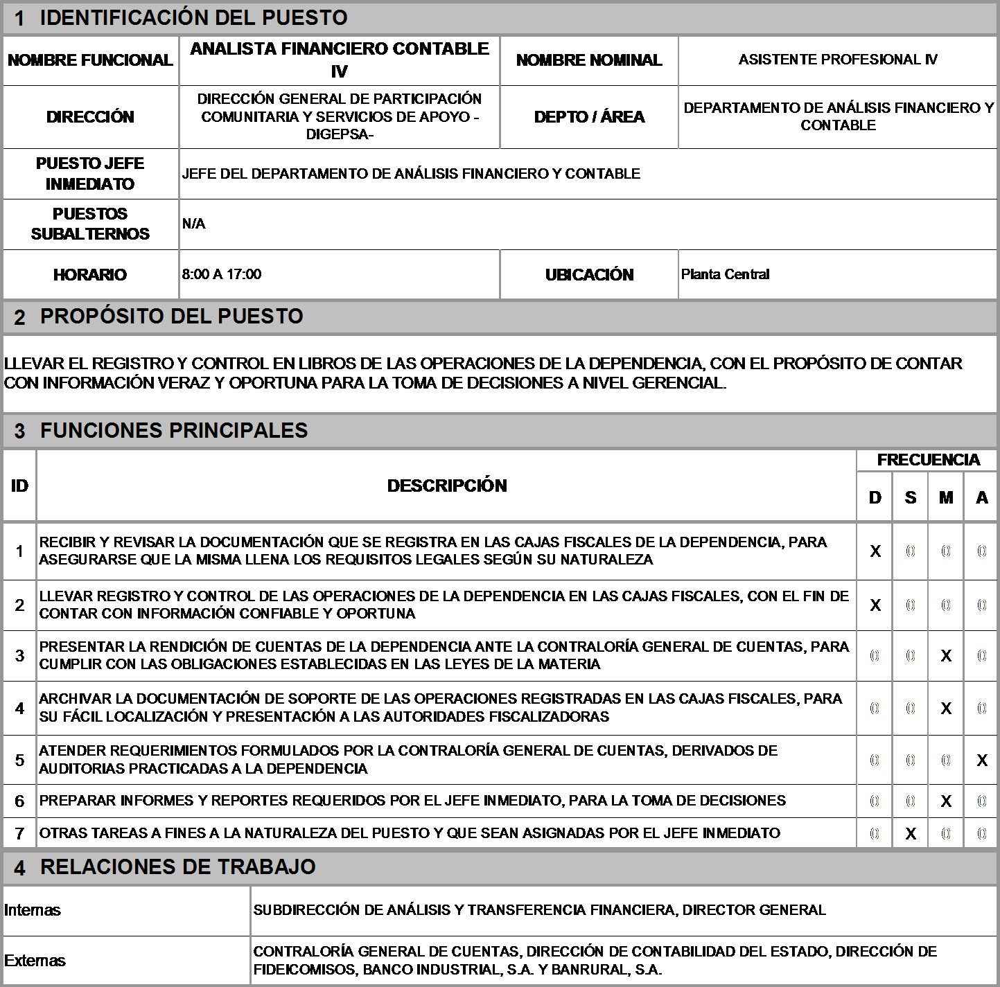 1 IDENTIFICACIÓN DEL PUESTO
NOMBRE FUNCIONAL
ANALISTA FINANCIERO CONTABLE
IV
NOMBRE NOMINAL
ASISTENTE PROFESIONAL IV
DIRECCIÓN
DIRECCIÓN GENERAL DE PARTICIPACIÓN
COMUNITARIA Y SERVICIOS DE APOYO -
DIGEPSA-
DEPTO / ÁREA
DEPARTAMENTO DE ANÁLISIS FINANCIERO Y
CONTABLE
PUESTO JEFE
INMEDIATO
JEFE DEL DEPARTAMENTO DE ANÁLISIS FINANCIERO Y CONTABLE
PUESTOS
SUBALTERNOS
N/A
HORARIO
8:00 A 17:00
UBICACIÓN
Planta Central
2 PROPÓSITO DEL PUESTO
LLEVAR EL REGISTRO Y CONTROL EN LIBROS DE LAS OPERACIONES DE LA DEPENDENCIA, CON EL PROPÓSITO DE CONTAR
CON INFORMACIÓN VERAZ Y OPORTUNA PARA LA TOMA DE DECISIONES A NIVEL GERENCIAL.
3 FUNCIONES PRINCIPALES
ID
DESCRIPCIÓN
FRECUENCIA
D S M A
1
RECIBIR Y REVISAR LA DOCUMENTACIÓN QUE SE REGISTRA EN LAS CAJAS FISCALES DE LA DEPENDENCIA, PARA
ASEGURARSE QUE LA MISMA LLENA LOS REQUISITOS LEGALES SEGÚN SU NATURALEZA
X 0 0 0
2
LLEVAR REGISTRO Y CONTROL DE LAS OPERACIONES DE LA DEPENDENCIA EN LAS CAJAS FISCALES, CON EL FIN DE
CONTAR CON INFORMACIÓN CONFIABLE Y OPORTUNA
X 0 0 0
3
PRESENTAR LA RENDICIÓN DE CUENTAS DE LA DEPENDENCIA ANTE LA CONTRALORÍA GENERAL DE CUENTAS, PARA
CUMPLIR CON LAS OBLIGACIONES ESTABLECIDAS EN LAS LEYES DE LA MATERIA
0 0 X 0
4
ARCHIVAR LA DOCUMENTACIÓN DE SOPORTE DE LAS OPERACIONES REGISTRADAS EN LAS CAJAS FISCALES, PARA
SU FÁCIL LOCALIZACIÓN Y PRESENTACIÓN A LAS AUTORIDADES FISCALIZADORAS
0 0 X 0
5
ATENDER REQUERIMIENTOS FORMULADOS POR LA CONTRALORÍA GENERAL DE CUENTAS, DERIVADOS DE
AUDITORIAS PRACTICADAS A LA DEPENDENCIA
0 0 0 X
6
PREPARAR INFORMES Y REPORTES REQUERIDOS POR EL JEFE INMEDIATO, PARA LA TOMA DE DECISIONES
0 0 X 0
7
OTRAS TAREAS A FINES A LA NATURALEZA DEL PUESTO Y QUE SEAN ASIGNADAS POR EL JEFE INMEDIATO
0 X 0 0
4 RELACIONES DE TRABAJO
Internas
SUBDIRECCIÓN DE ANÁLISIS Y TRANSFERENCIA FINANCIERA, DIRECTOR GENERAL
Externas
CONTRALORÍA GENERAL DE CUENTAS, DIRECCIÓN DE CONTABILIDAD DEL ESTADO, DIRECCIÓN DE
FIDEICOMISOS, BANCO INDUSTRIAL, S.A. Y BANRURAL, S.A.